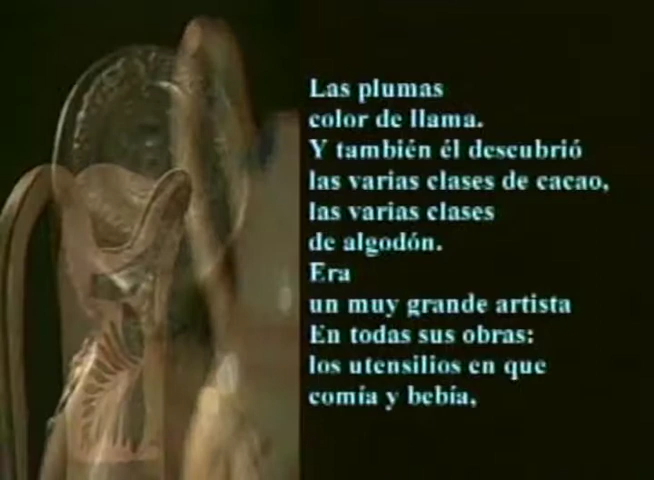 Las plumas
color de llama.
Y también él descubrió
las varias clases de cacao,
las varias clases
de algodón.
Era
un muy grande artista
En todas sus obras:
los utensilios en que
comía y bebía,